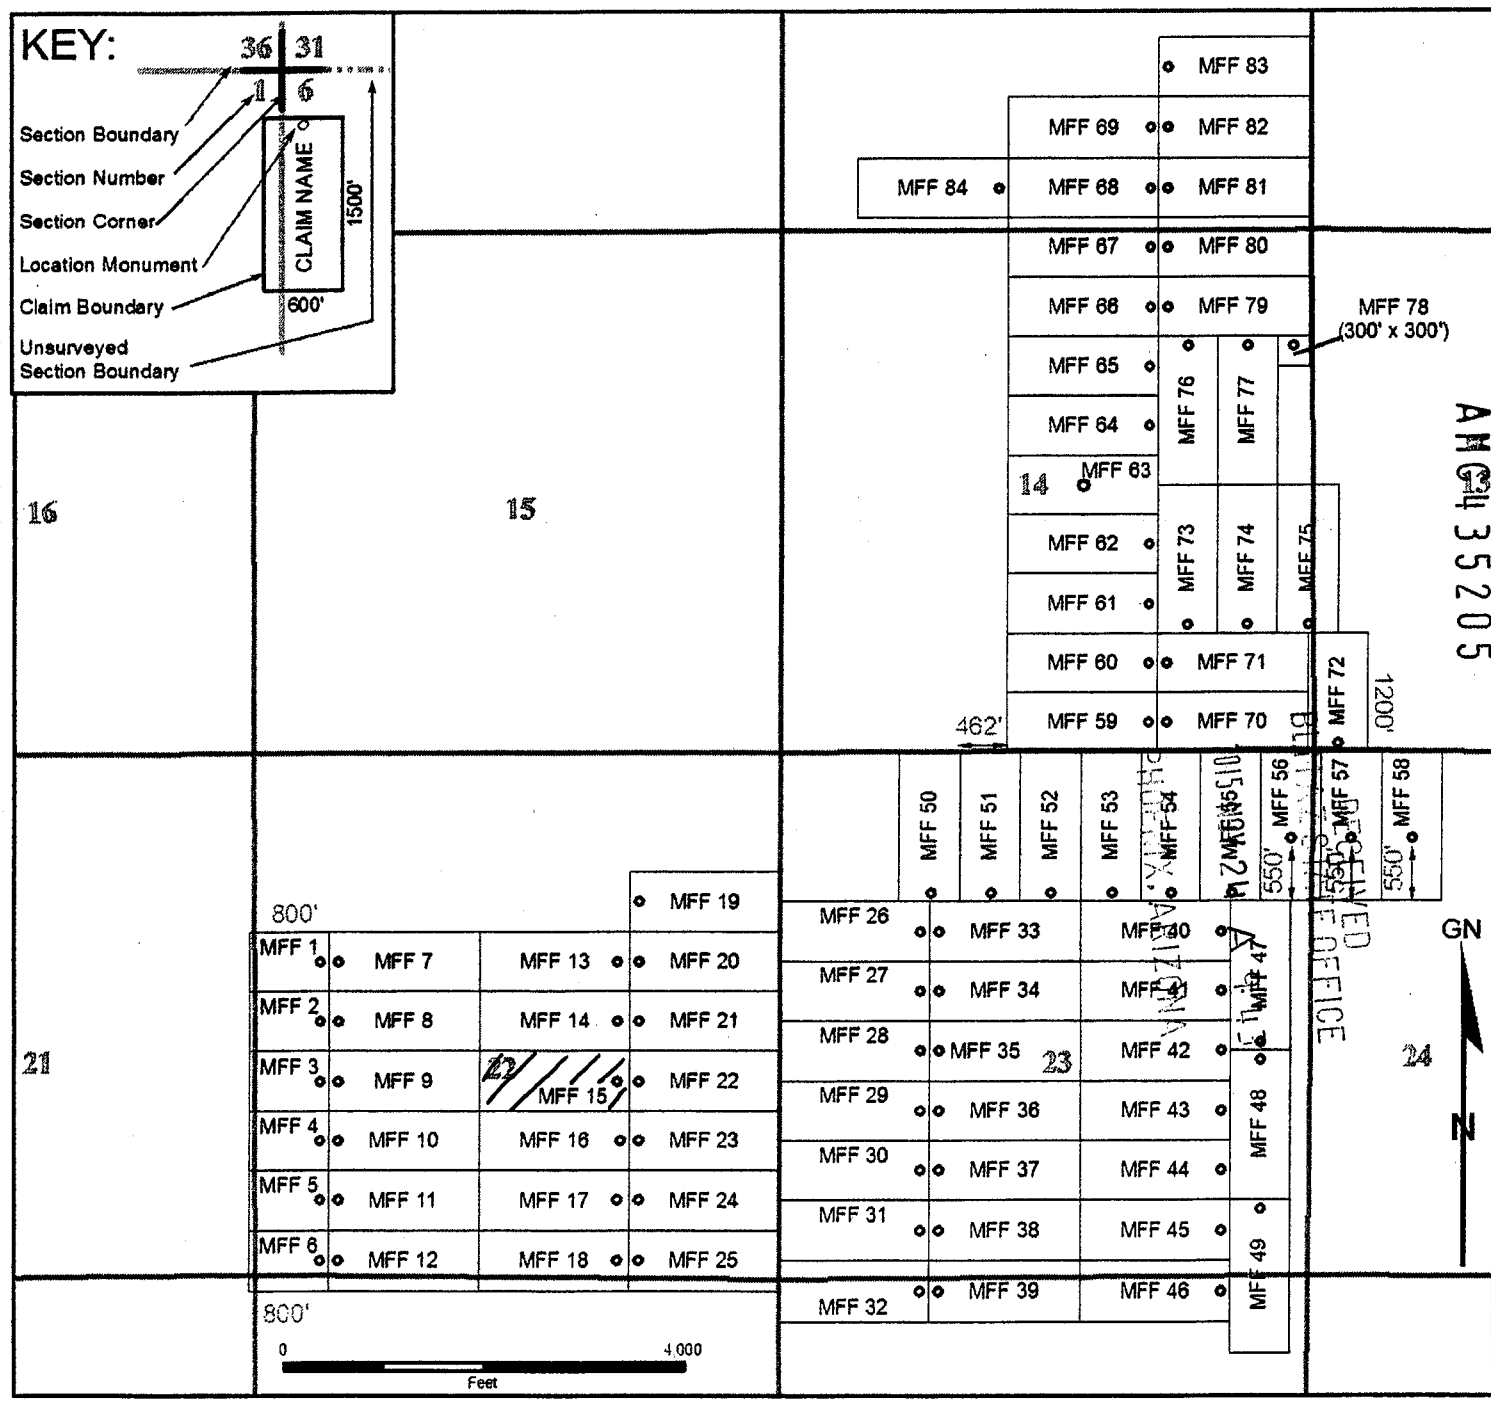 KEY:
36 31
1 6
Section Boundary
Section Number
Section Corner
Location Monument
Claim Boundary
Unsurveyed
Section Boundary
CLAIM NAME
1500'
600'
MFF 83
MFF 69
MFF 82
MFF 84
MFF 68
MFF 81
MFF 67
MFF 80
MFF 66
MFF 79
MFF 78
(300' x 300')
MFF 65
MFF 76
MFF 77
MFF 64
MFF 63
14
16
15
13
AMC435205
MFF 62
MFF 73
MFF 74
MFF 75
MFF 61
MFF 60
MFF 71
MFF 72
1200'
462'
MFF 59
MFF 70
MFF 50
MFF 51
MFF 52
MFF 53
MFF 54
MFF 55
MFF 56
MFF 57
MFF 58
550'
550'
550'
RECEIVED
OFFICE
PHOENIX, ARIZONA
800'
MFF 19
MFF 26
MFF 33
MFF 40
MFF 47
GN
MFF 1
MFF 7
MFF 13
MFF 20
MFF 27
MFF 34
MFF 41
MFF 2
MFF 8
MFF 14
MFF 21
MFF 28
MFF 35
23
MFF 42
24
21
22
MFF 3
MFF 9
MFF 15
MFF 22
MFF 29
MFF 36
MFF 43
MFF 48
N
MFF 4
MFF 10
MFF 16
MFF 23
MFF 30
MFF 37
MFF 44
MFF 5
MFF 11
MFF 17
MFF 24
MFF 31
MFF 38
MFF 45
MFF 49
MFF 6
MFF 12
MFF 18
MFF 25
MFF 32
MFF 39
MFF 46
800'
0 4,000
Feet